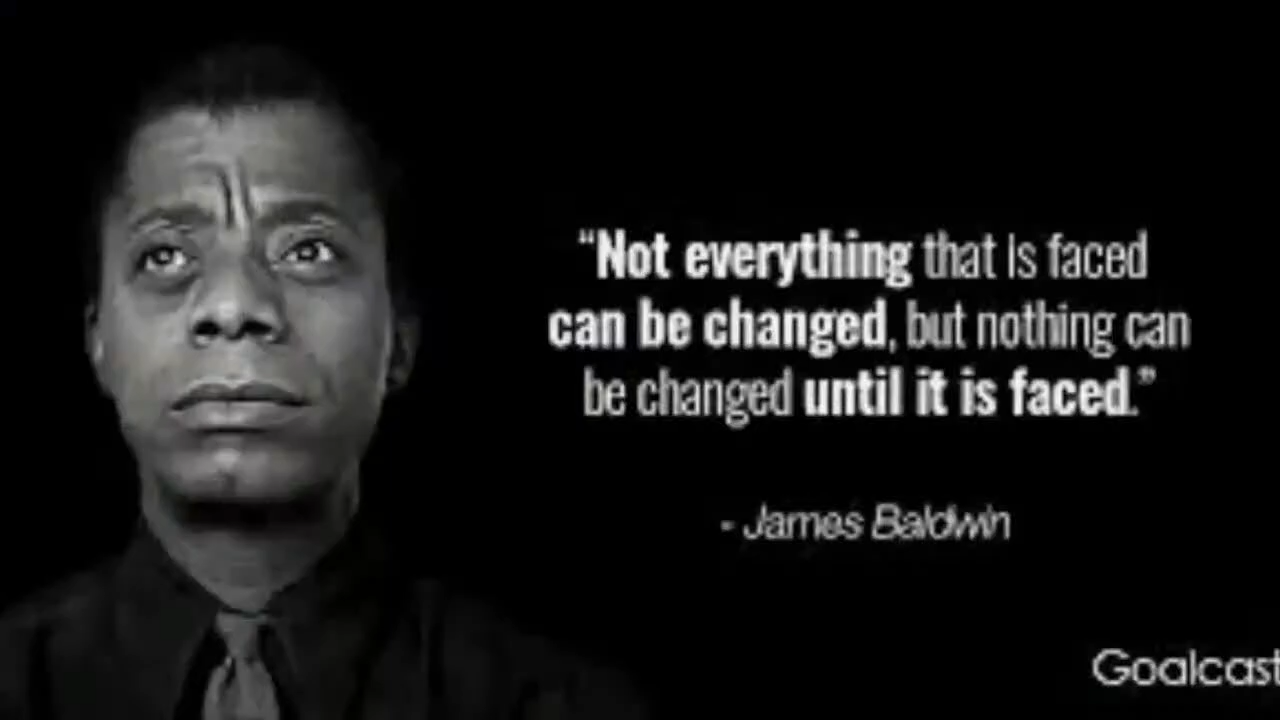 “Not everything that is faced
can be changed, but nothing can
be changed until it is faced.”
- James Baldwin
Goalcast